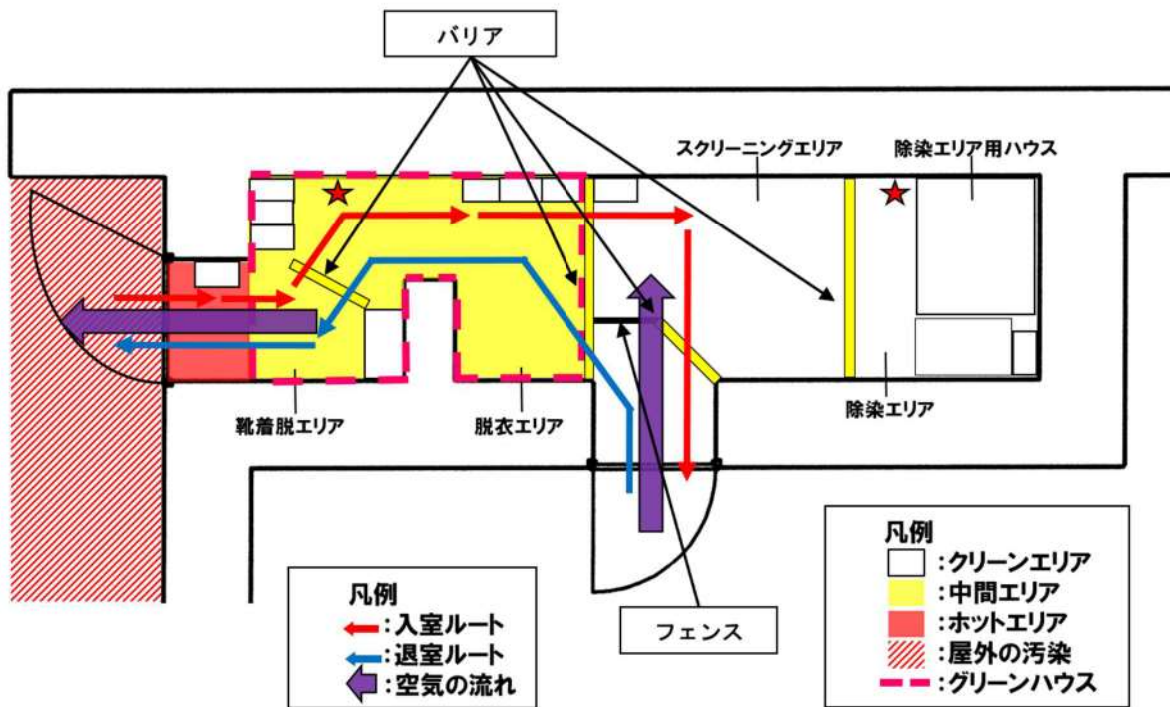 バリア
スクリーニングエリア
除染エリア用ハウス
靴着脱エリア
脱衣エリア
除染エリア
フェンス
凡例
:入室ルート
:退室ルート
:空気の流れ
凡例
:クリーンエリア
:中間エリア
:ホットエリア
:屋外の汚染
:グリーンハウス